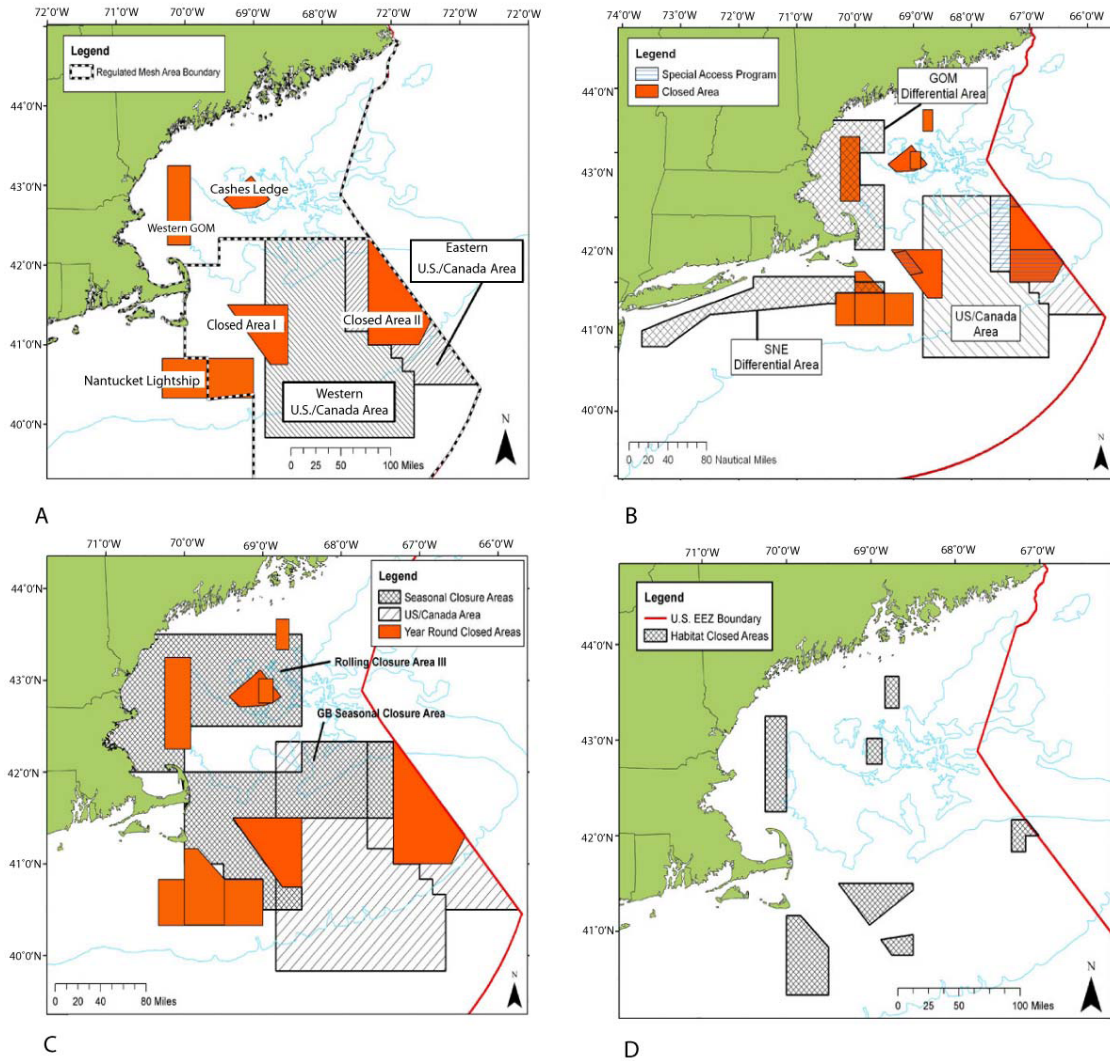 72°0'W 71°0'W 70°0'W 69°0'W 68°0'W 72°0'W 72°0'W 72°0'W
Legend
Regulated Mesh Area Boundary
44°0'N
43°0'N
42°0'N
41°0'N
40°0'N
Cashes Ledge
Western GOM
Eastern
U.S./Canada Area
Closed Area I
Closed Area II
Nantucket Lightship
Western
U.S./Canada Area
N
0 25 50 100 Miles
A
74°0'W 73°0'W 72°0'W 71°0'W 70°0'W 69°0'W 68°0'W 67°0'W 66°0'W
Legend
Special Access Program
Closed Area
44°0'N
43°0'N
42°0'N
41°0'N
40°0'N
GOM
Differential Area
US/Canada
Area
SNE
Differential Area
N
0 20 40 80 Nautical Miles
B
71°0'W 70°0'W 69°0'W 68°0'W 67°0'W 66°0'W
Legend
Seasonal Closure Areas
US/Canada Area
Year Round Closed Areas
44°0'N
43°0'N
42°0'N
41°0'N
40°0'N
Rolling Closure Area III
GB Seasonal Closure Area
N
0 20 40 80 Miles
C
71°0'W 70°0'W 69°0'W 68°0'W 67°0'W
Legend
U.S. EEZ Boundary
Habitat Closed Areas
44°0'N
43°0'N
42°0'N
41°0'N
N
0 25 50 100 Miles
D